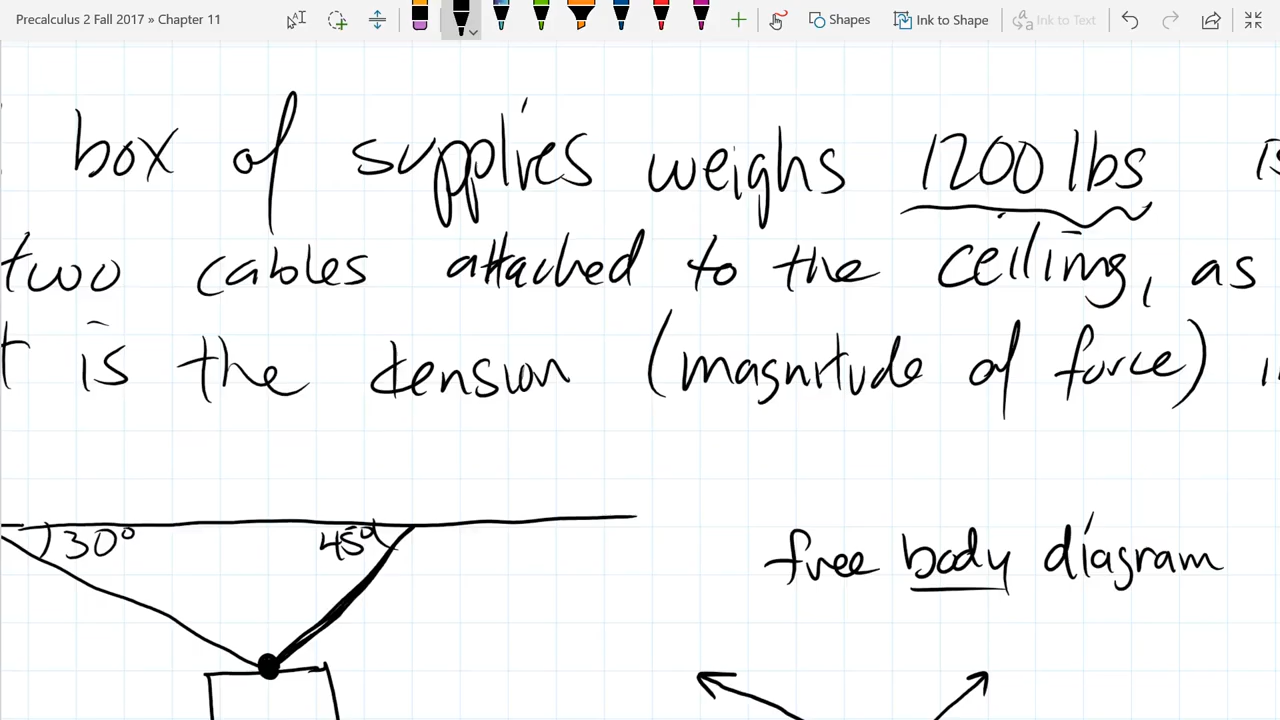 Precalculus 2 Fall 2017 » Chapter 11
Shapes Ink to Shape Ink to Text
box of supplies weighs 1200 lbs
two cables attached to the ceiling, as
is the tension (magnitude of force)
30° 45°
free body diagram